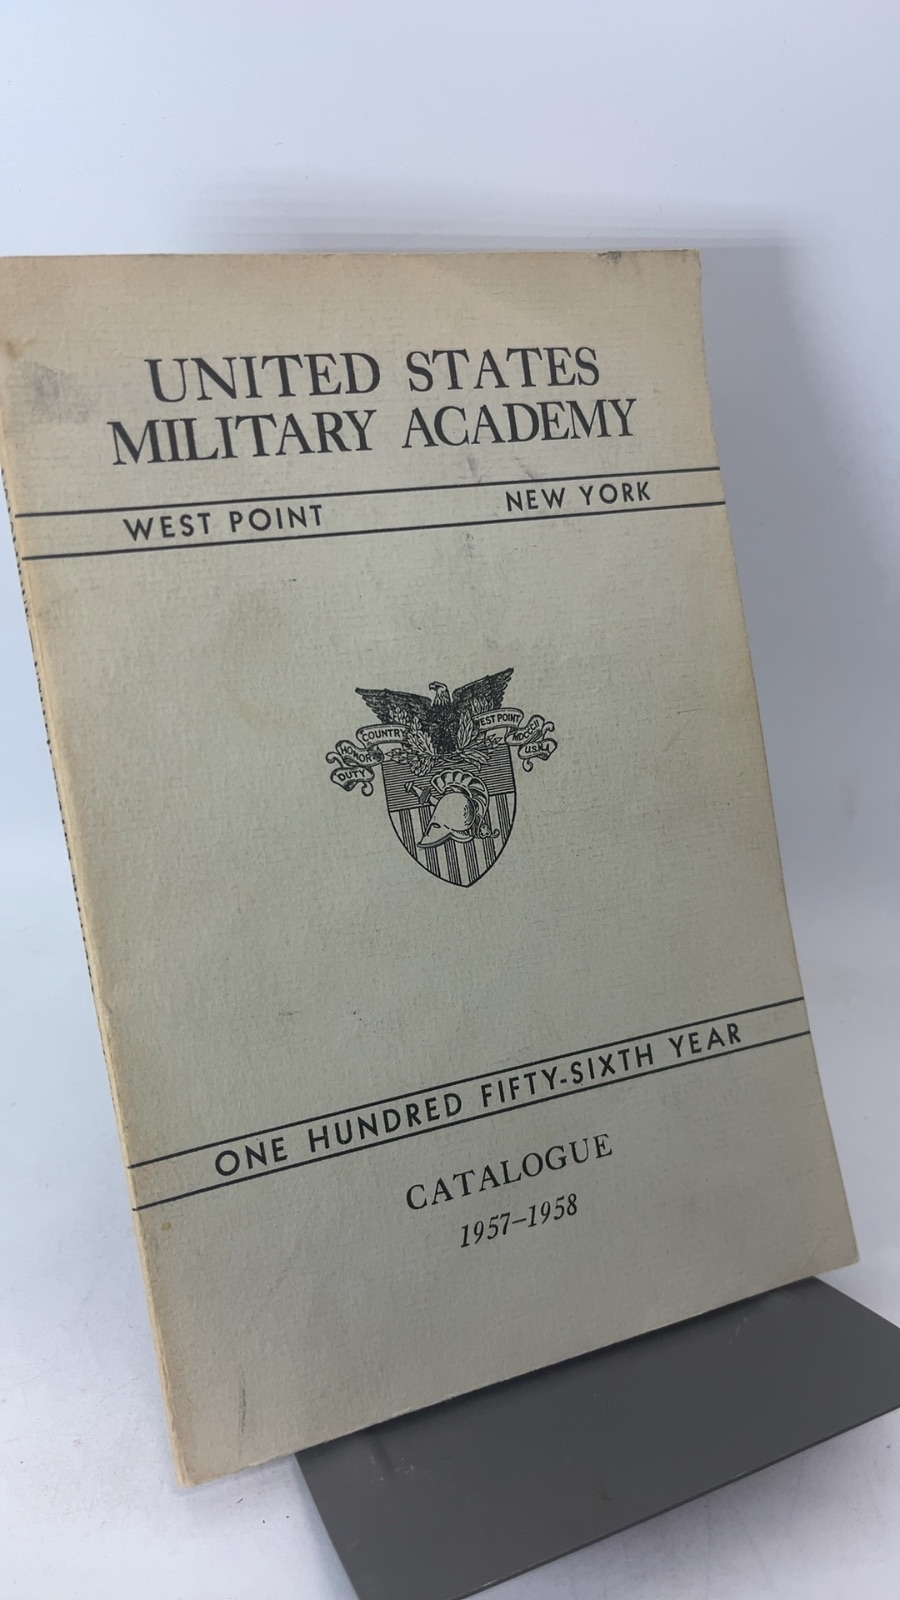 UNITED STATES
MILITARY ACADEMY
WEST POINT NEW YORK
DUTY
HONOR
COUNTRY
WEST POINT
MDCCCII
U.S.M.A.
ONE HUNDRED FIFTY-SIXTH YEAR
CATALOGUE
1957–1958